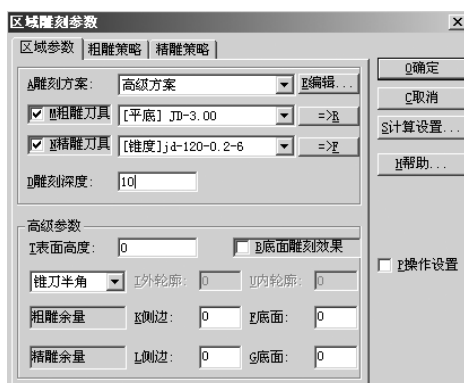 区域雕刻参数
区域参数 粗雕策略 精雕策略
A雕刻方案: 高级方案 E编辑...
M粗雕刀具 [平底] JD-3.00 =>R
N精雕刀具 [锥度]jd-120-0.2-6 =>F
D雕刻深度: 10
高级参数
T表面高度: 0 B底面雕刻效果
锥刀半角 I外轮廓: 0 U内轮廓: 0
粗雕余量 K侧边: 0 F底面: 0
精雕余量 L侧边: 0 G底面: 0
O确定
C取消
S计算设置...
H帮助...
P操作设置